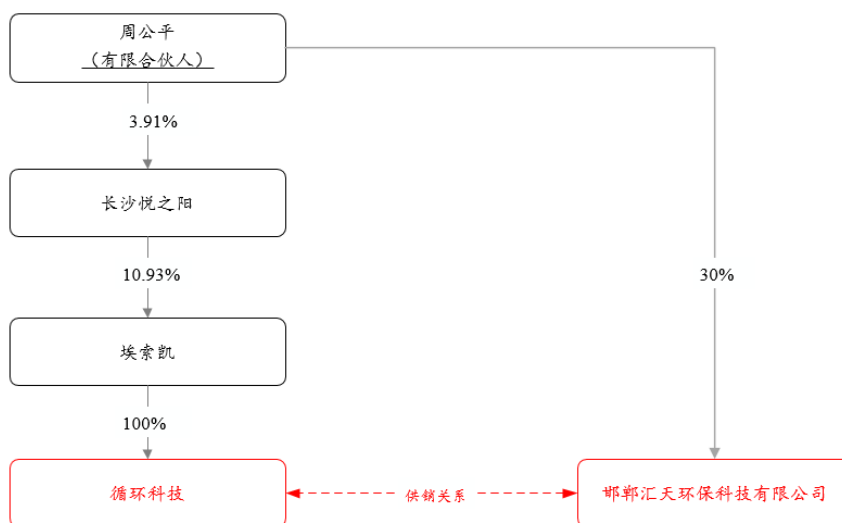 周公平
（有限合伙人）
3.91%
长沙悦之阳
10.93%
30%
埃索凯
100%
循环科技
供销关系
邯郸汇天环保科技有限公司